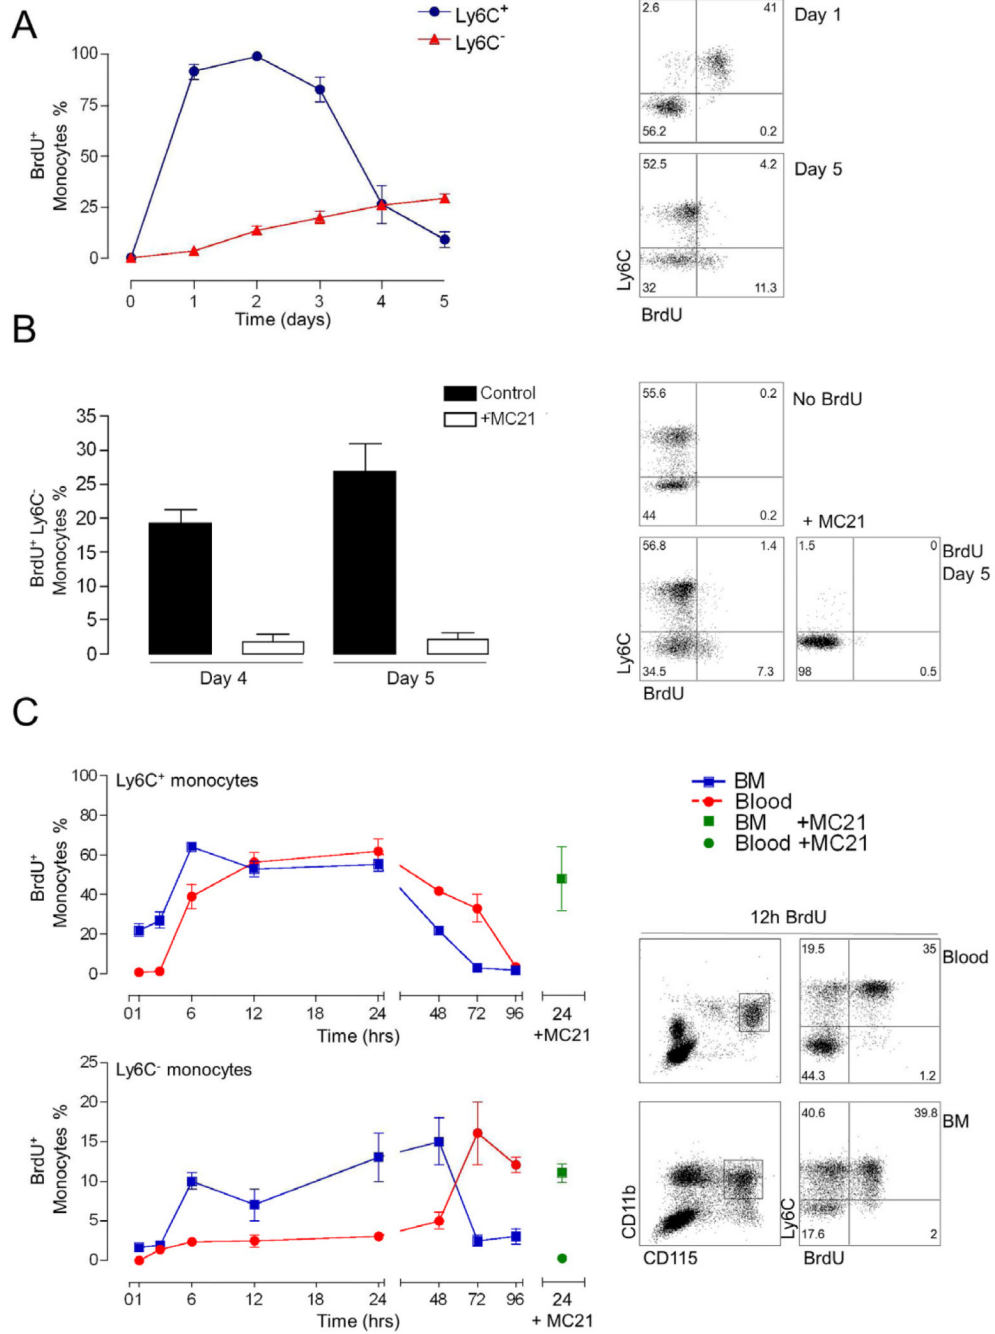 A
Ly6C+
Ly6C-
BrdU+
Monocytes %
100
75
50
25
0
0 1 2 3 4 5
Time (days)
2.6 41
56.2 0.2
Day 1
52.5 4.2
32 11.3
Day 5
Ly6C
BrdU
B
Control
+MC21
BrdU+ Ly6C-
Monocytes %
35
30
25
20
15
10
5
0
Day 4 Day 5
55.6 0.2
44 0.2
No BrdU
+ MC21
56.8 1.4
34.5 7.3
1.5 0
98 0.5
BrdU
Day 5
Ly6C
BrdU
C
Ly6C+ monocytes
BrdU+
Monocytes %
100
80
60
40
20
0
01 6 12 18 24 48 72 96 24
Time (hrs) +MC21
BM
Blood
BM +MC21
Blood +MC21
Ly6C- monocytes
BrdU+
Monocytes %
25
20
15
10
5
0
01 6 12 18 24 48 72 96 24
Time (hrs) + MC21
12h BrdU
19.5 35
44.3 1.2
Blood
40.6 39.8
17.6 2
BM
CD11b
CD115
Ly6C
BrdU